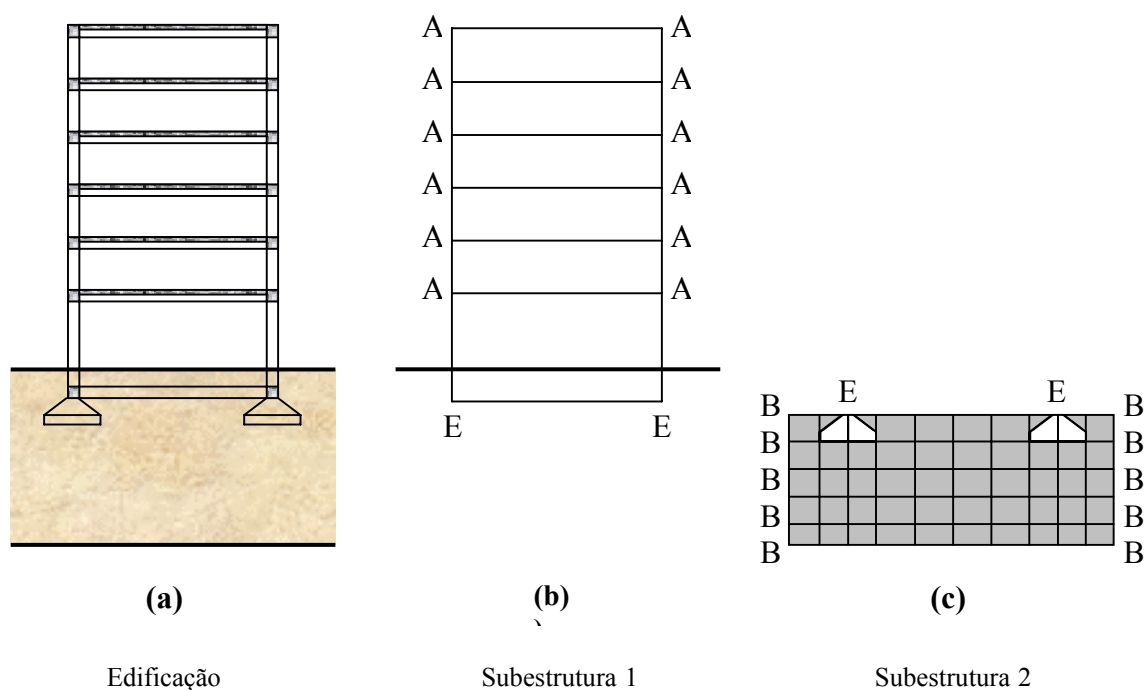 A A
A A
A A
A A
A A
A A
E E
B E E B
B B
B B
B B
B B
(a) (b) (c)
)
Edificação Subestrutura 1 Subestrutura 2